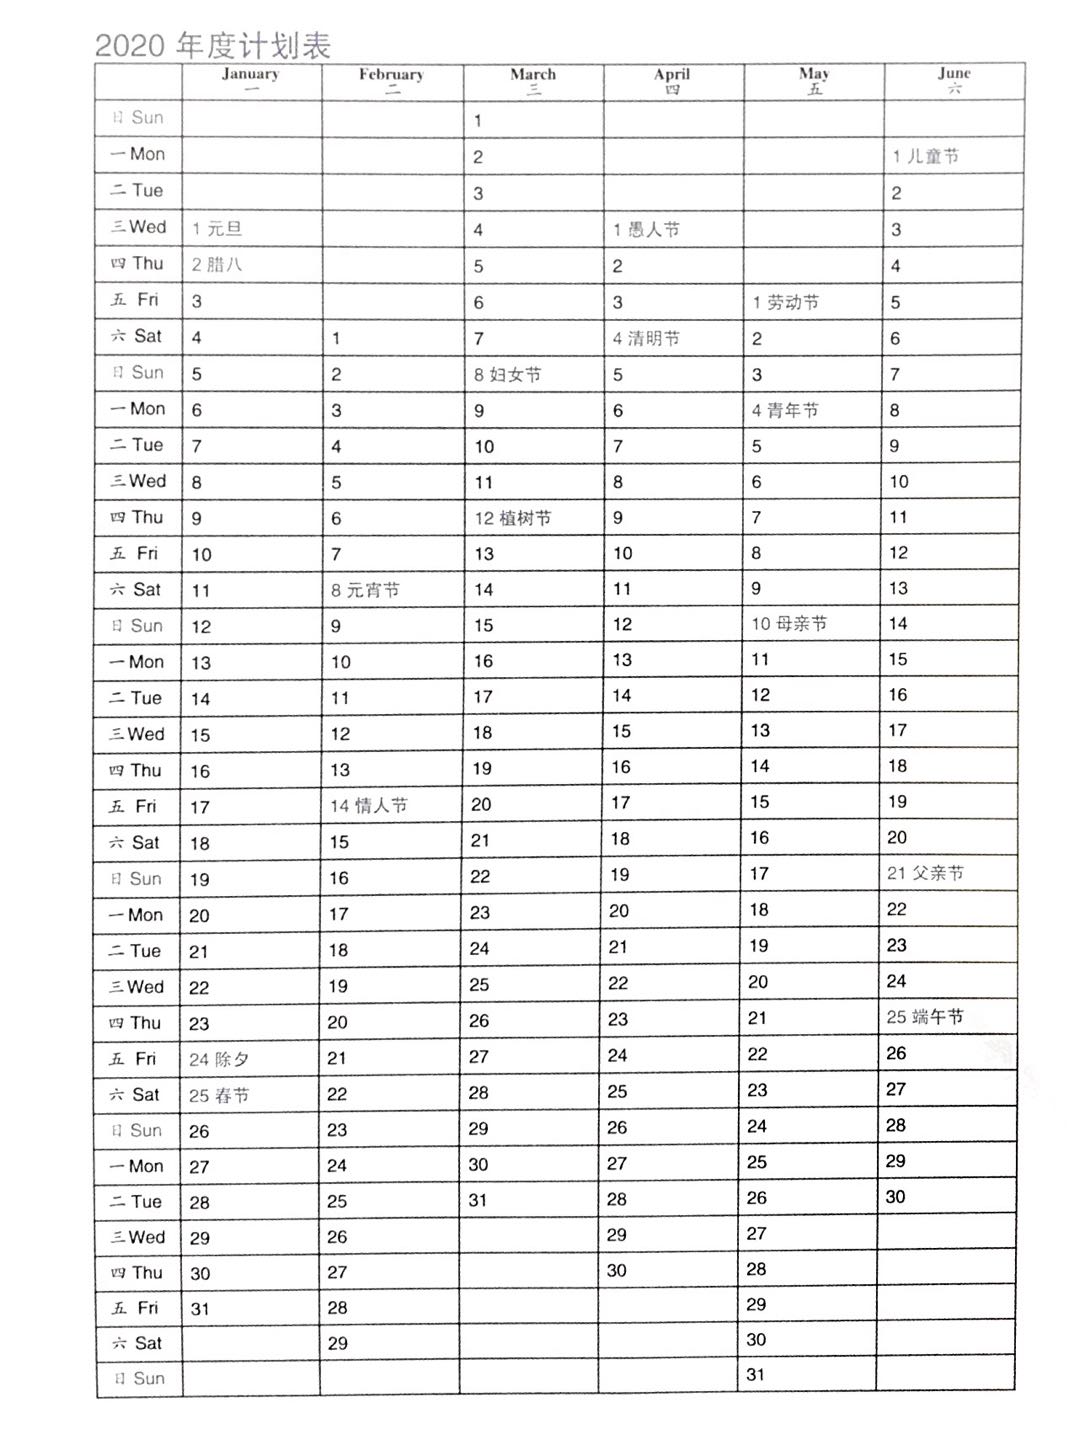 2020 年度计划表
January February March April May June
一 二 三 四 五 六
日 Sun 1
一 Mon 2 1 儿童节
二 Tue 3 2
三 Wed 1 元旦 4 1 愚人节 3
四 Thu 2 腊八 5 2 4
五 Fri 3 6 3 1 劳动节 5
六 Sat 4 1 7 4 清明节 2 6
日 Sun 5 2 8 妇女节 5 3 7
一 Mon 6 3 9 6 4 青年节 8
二 Tue 7 4 10 7 5 9
三 Wed 8 5 11 8 6 10
四 Thu 9 6 12 植树节 9 7 11
五 Fri 10 7 13 10 8 12
六 Sat 11 8 元宵节 14 11 9 13
日 Sun 12 9 15 12 10 母亲节 14
一 Mon 13 10 16 13 11 15
二 Tue 14 11 17 14 12 16
三 Wed 15 12 18 15 13 17
四 Thu 16 13 19 16 14 18
五 Fri 17 14 情人节 20 17 15 19
六 Sat 18 15 21 18 16 20
日 Sun 19 16 22 19 17 21 父亲节
一 Mon 20 17 23 20 18 22
二 Tue 21 18 24 21 19 23
三 Wed 22 19 25 22 20 24
四 Thu 23 20 26 23 21 25 端午节
五 Fri 24 除夕 21 27 24 22 26
六 Sat 25 春节 22 28 25 23 27
日 Sun 26 23 29 26 24 28
一 Mon 27 24 30 27 25 29
二 Tue 28 25 31 28 26 30
三 Wed 29 26 29 27
四 Thu 30 27 30 28
五 Fri 31 28 29
六 Sat 29 30
日 Sun 31